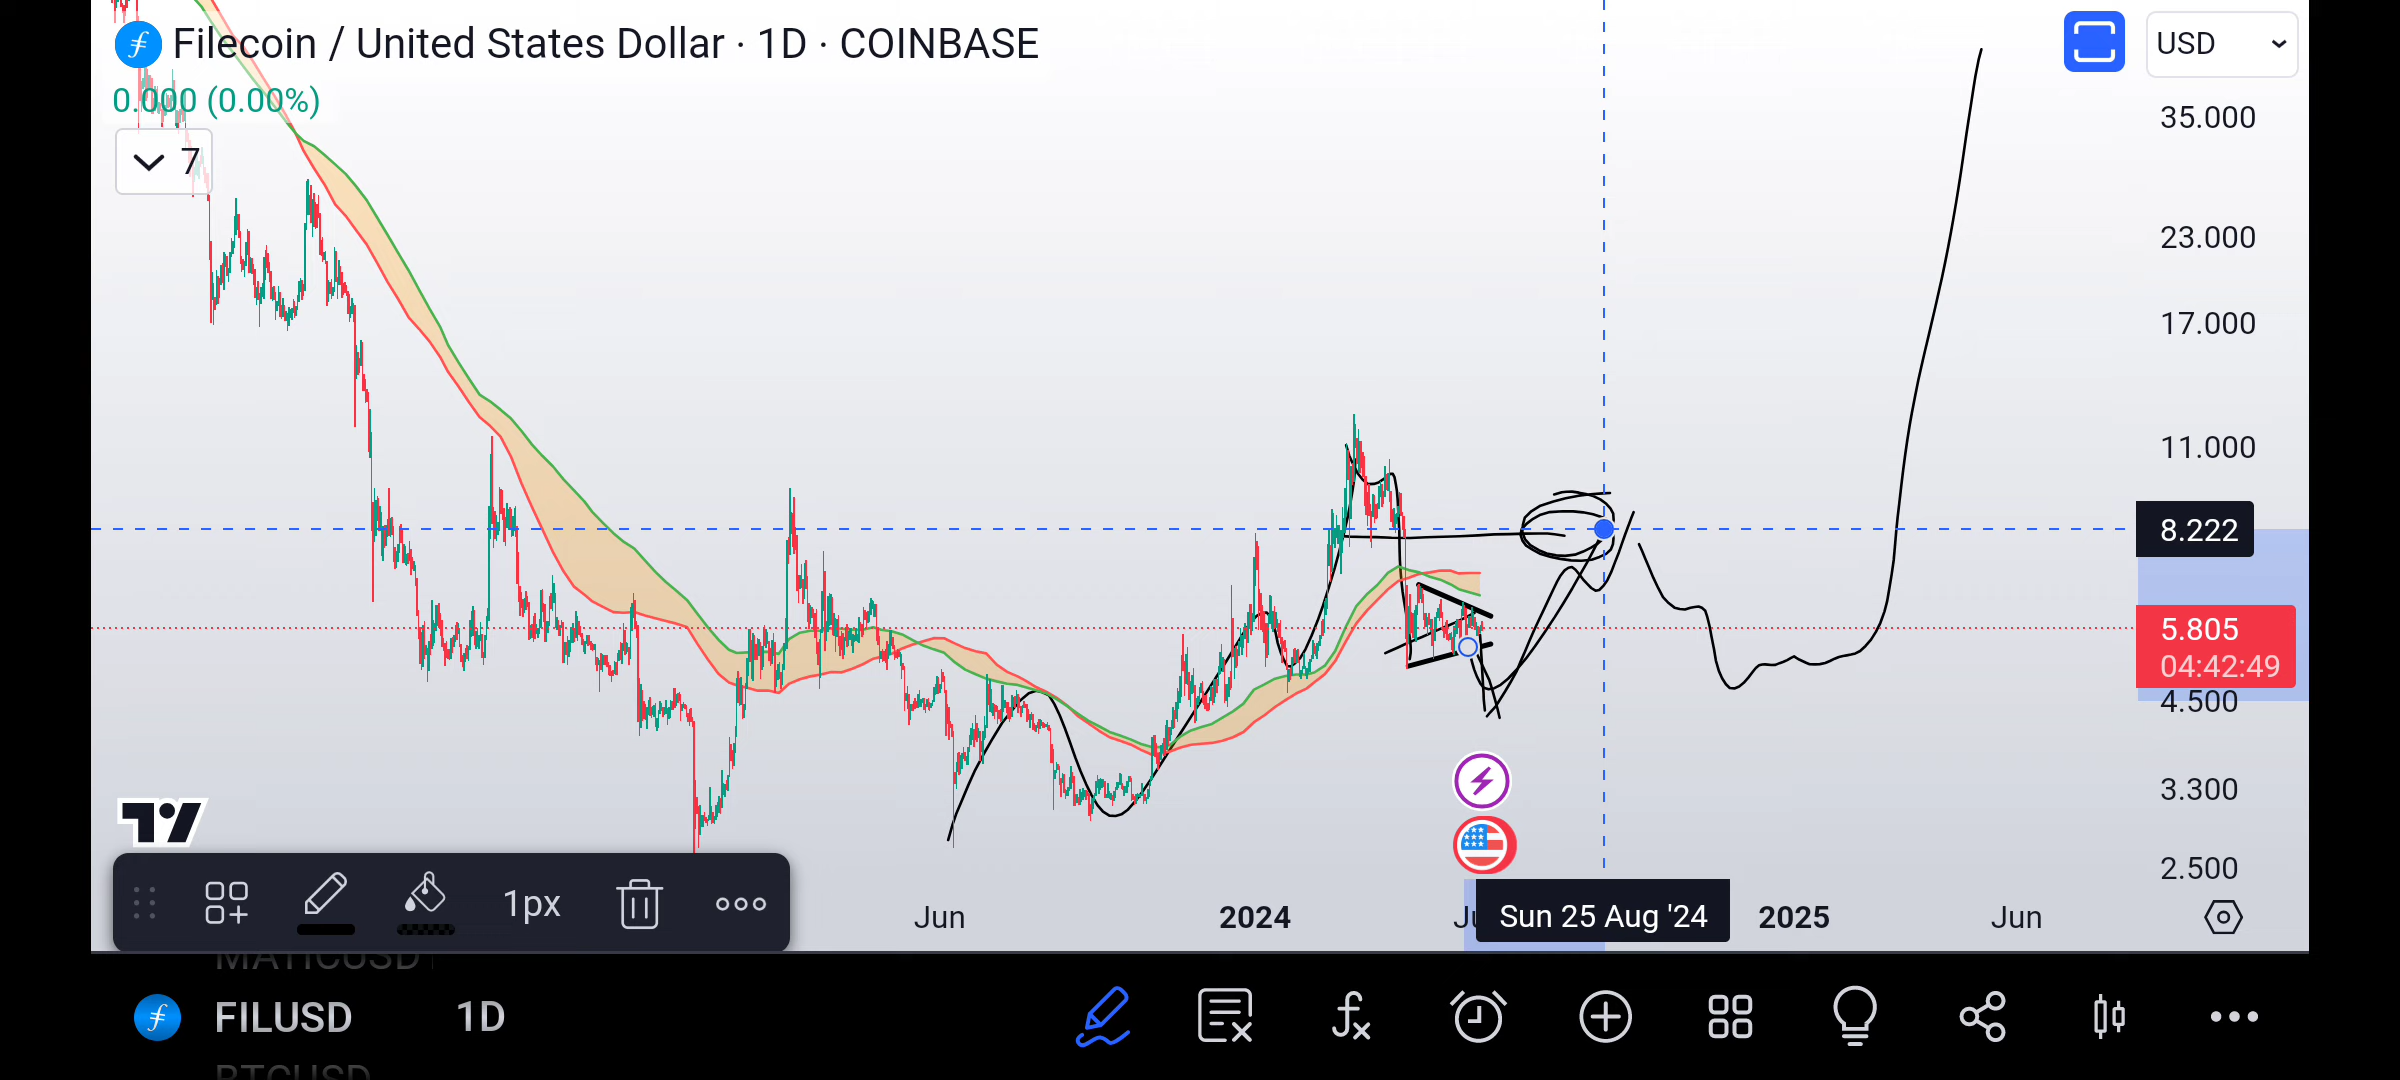 Filecoin / United States Dollar · 1D · COINBASE
USD
0.000 (0.00%)
7
35.000
23.000
17.000
11.000
8.222
5.805
04:42:49
4.500
3.300
2.500
1px
Jun
2024
Sun 25 Aug '24
2025
Jun
MATICUSD
FILUSD
1D
BTCUSD